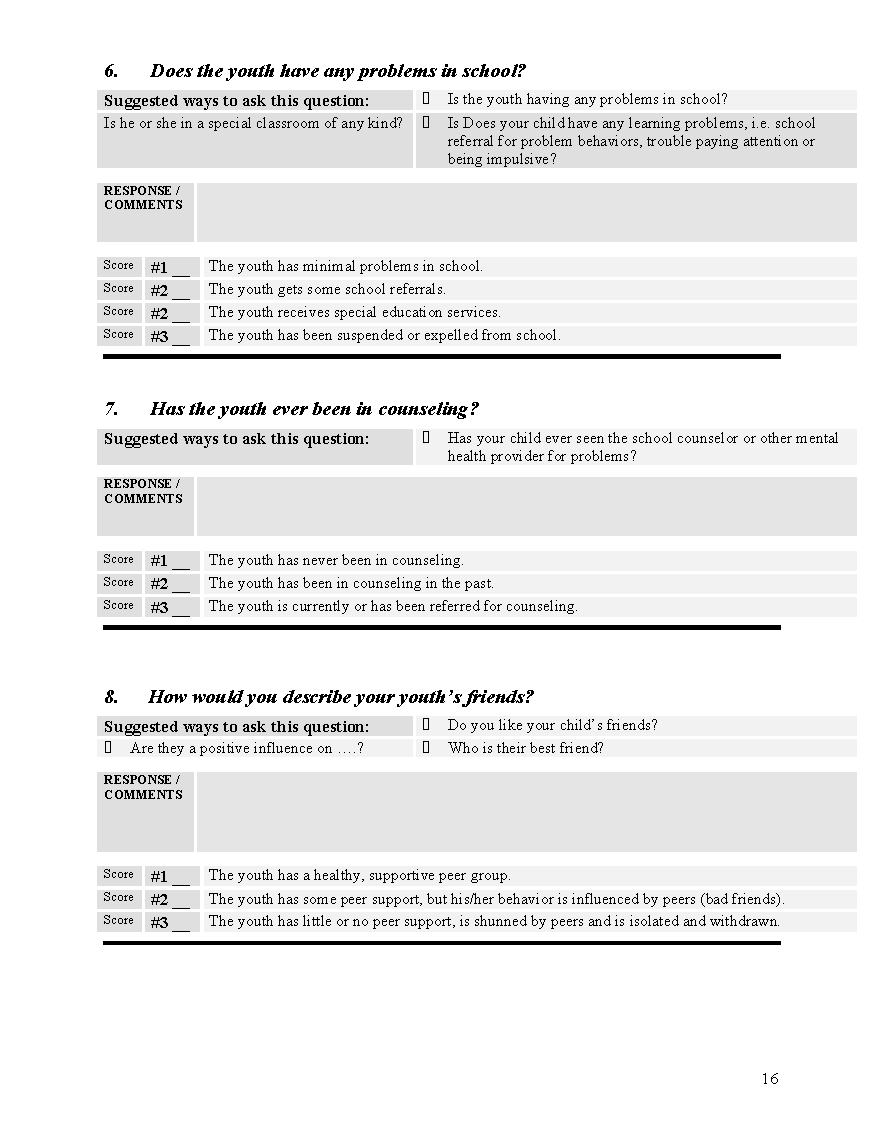 6. Does the youth have any problems in school?
Suggested ways to ask this question:
▯ Is the youth having any problems in school?
Is he or she in a special classroom of any kind?
▯ Is Does your child have any learning problems, i.e. school
referral for problem behaviors, trouble paying attention or
being impulsive?
RESPONSE /
COMMENTS
Score #1 __ The youth has minimal problems in school.
Score #2 __ The youth gets some school referrals.
Score #2 __ The youth receives special education services.
Score #3 __ The youth has been suspended or expelled from school.
7. Has the youth ever been in counseling?
Suggested ways to ask this question:
▯ Has your child ever seen the school counselor or other mental
health provider for problems?
RESPONSE /
COMMENTS
Score #1 __ The youth has never been in counseling.
Score #2 __ The youth has been in counseling in the past.
Score #3 __ The youth is currently or has been referred for counseling.
8. How would you describe your youth’s friends?
Suggested ways to ask this question:
▯ Do you like your child’s friends?
▯ Are they a positive influence on ….?
▯ Who is their best friend?
RESPONSE /
COMMENTS
Score #1 __ The youth has a healthy, supportive peer group.
Score #2 __ The youth has some peer support, but his/her behavior is influenced by peers (bad friends).
Score #3 __ The youth has little or no peer support, is shunned by peers and is isolated and withdrawn.
16